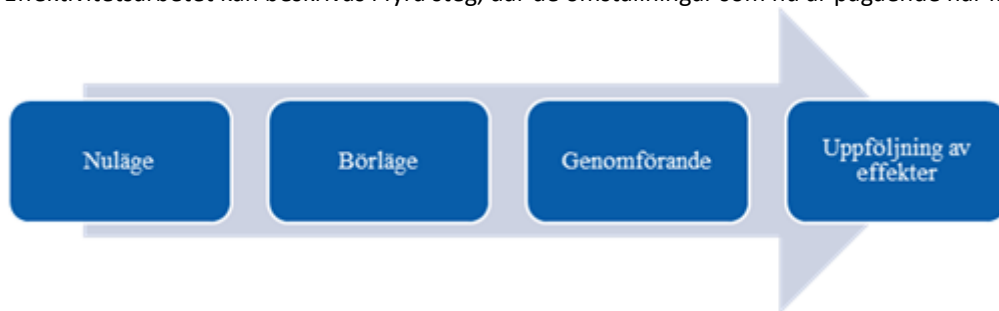 Effektivitetsarbetet kan beskrivas i fyra steg, där de omställningar som nu är pågående har
Nuläge
Börläge
Genomförande
Uppföljning av
effekter